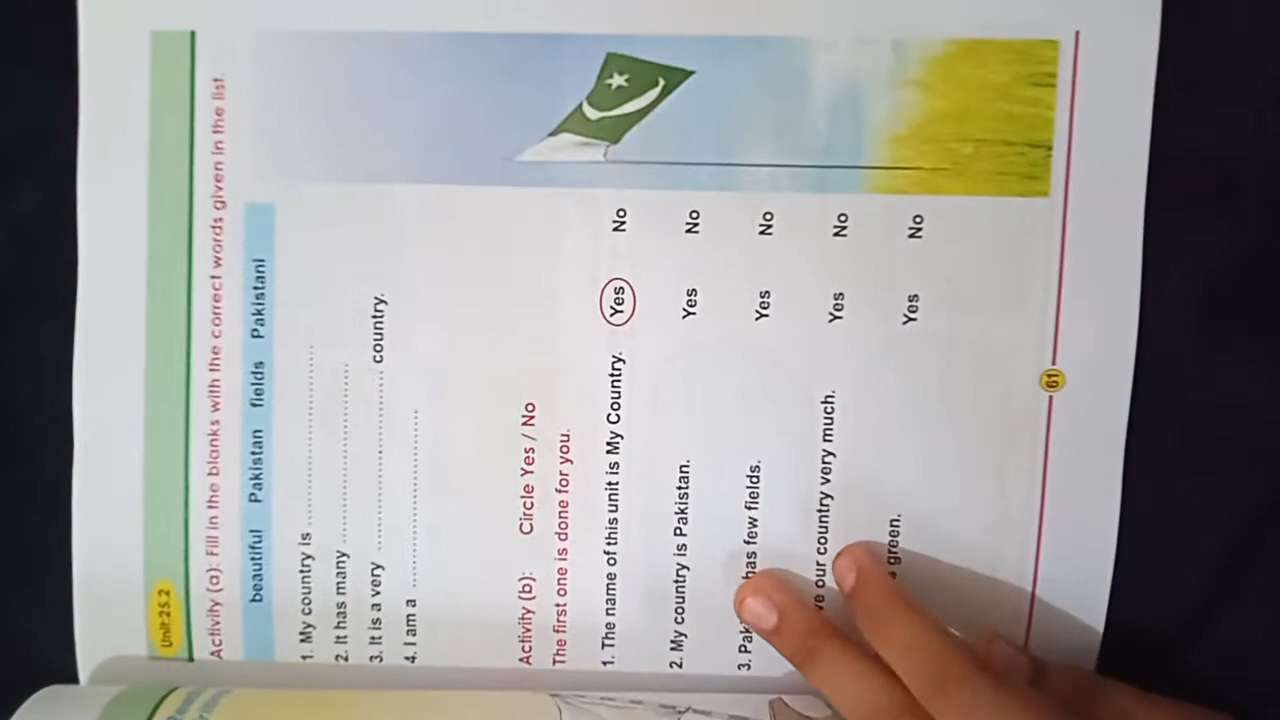 Unit:25.2
Activity (a): Fill in the blanks with the correct words given in the list.
beautiful Pakistan fields Pakistani
1. My country is ................................
2. It has many ................................
3. It is a very ................................ country.
4. I am a ................................
Activity (b): Circle Yes / No
The first one is done for you.
1. The name of this unit is My Country. Yes No
2. My country is Pakistan. Yes No
3. has few fields. Yes No
our country very much. Yes No
green. Yes No
61